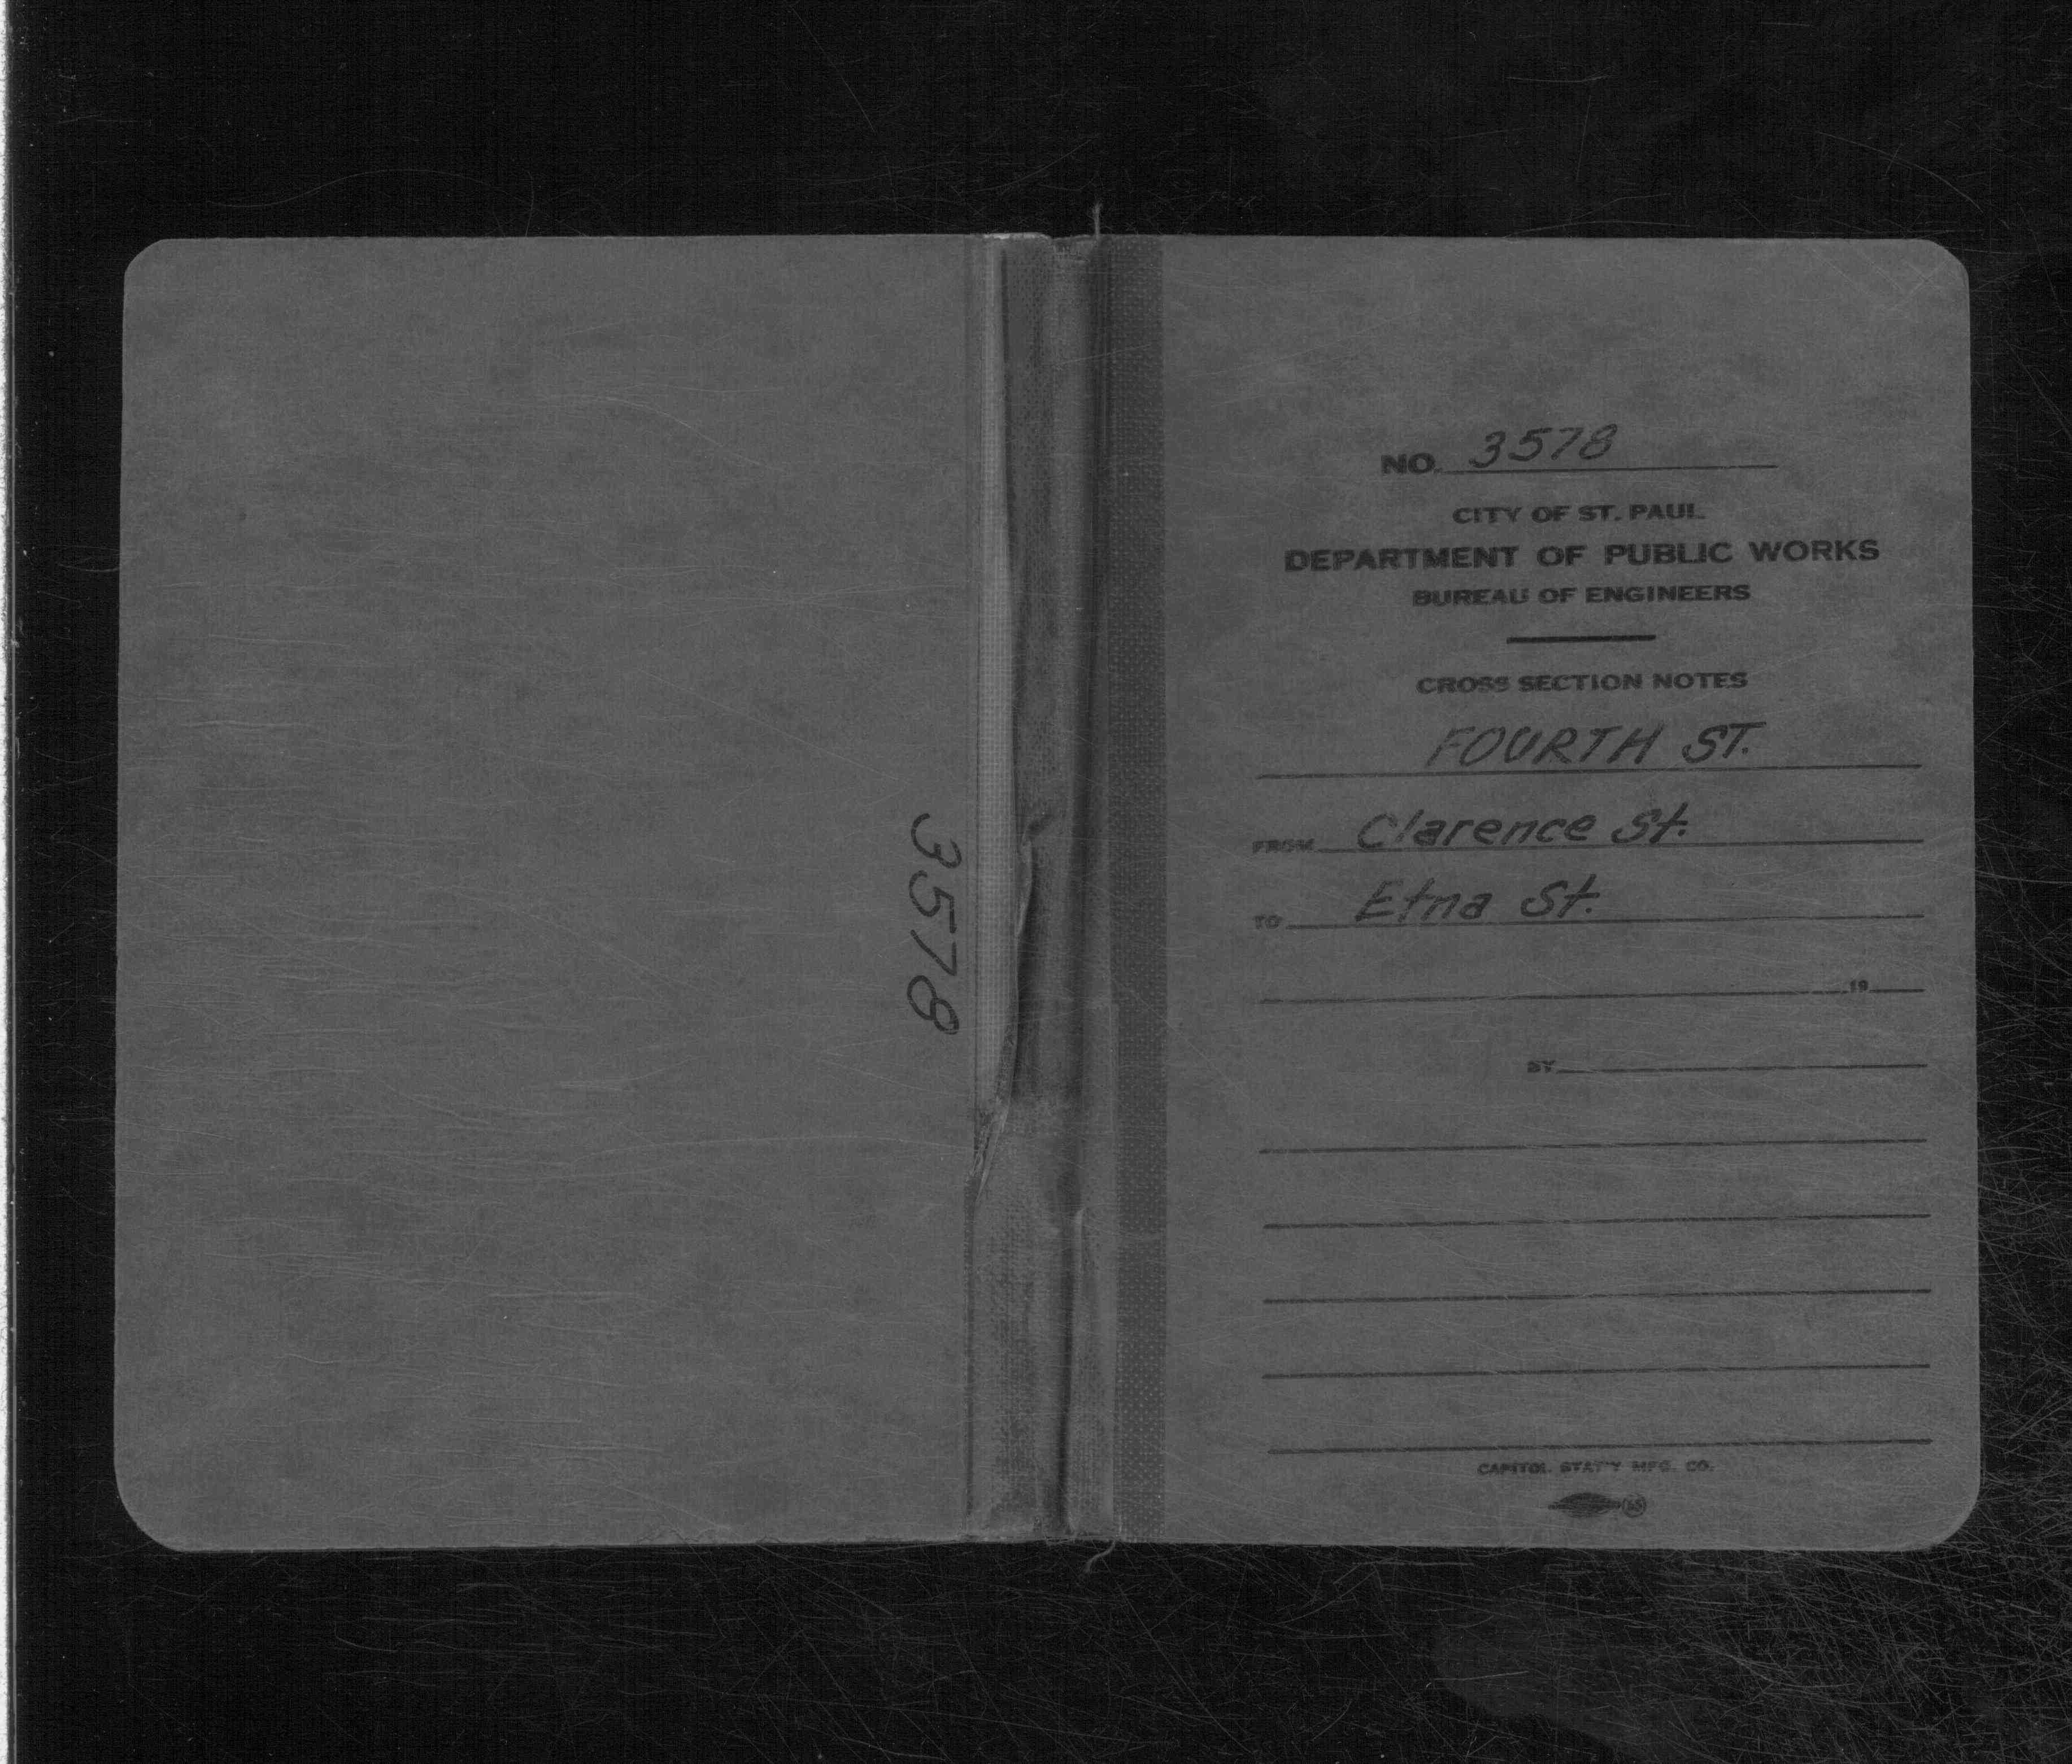 3578
NO. 3578
CITY OF ST. PAUL
DEPARTMENT OF PUBLIC WORKS
BUREAU OF ENGINEERS
CROSS SECTION NOTES
FOURTH ST.
FROM Clarence St.
TO Etna St.
19
BY
CAPITOL STAT'Y MFG. CO.